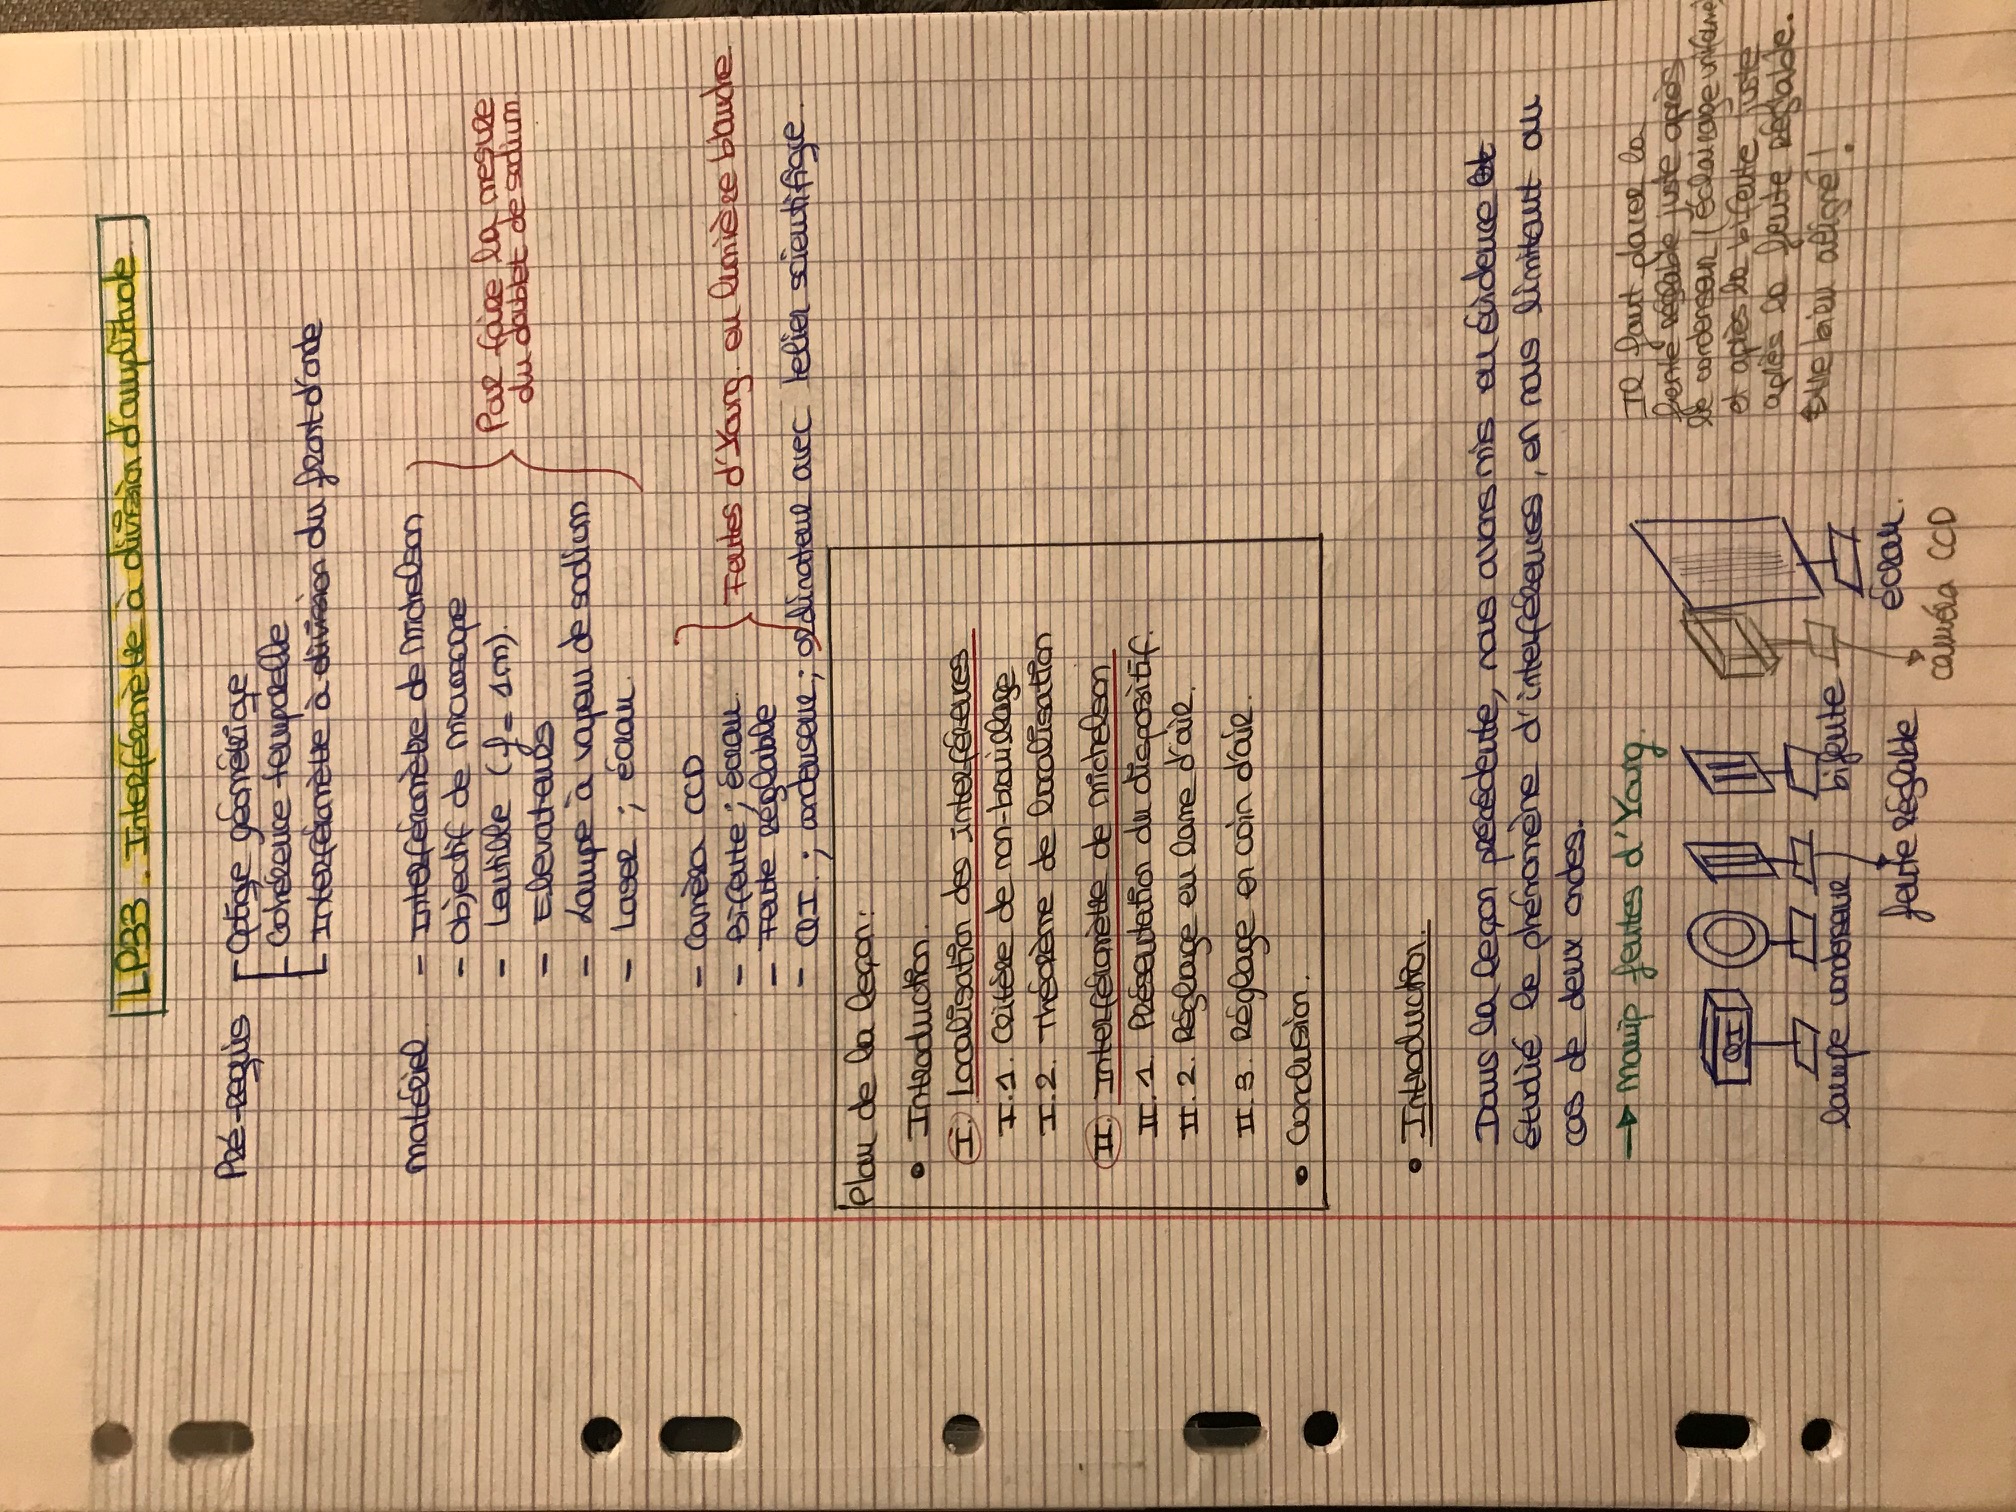 LP33. Interféromètre à division d'amplitude
Pré-requis - Optique géométrique
- Cohérence temporelle
- Interféromètre à division du front d'onde
Matériel - Interféromètre de Michelson
- Objectif de microscope
- Lentille (f = 1m).
- Elevateurs
- Lampe à vapeur de sodium
- Laser ; écran.
Pour faire la mesure
du doublet de sodium
- Caméra CCD
- Bifente ; écran.
- Fente réglable
- QI. ; condenseur ; ordinateur avec telier scientifique.
Fentes d'Young en lumière blanche
Plan de la leçon :
• Introduction.
I. Localisation des interférences
I.1. Critère de non-brouillage
I.2. Théorème de localisation
II. Interféromètre de Michelson
II.1. Présentation du dispositif.
II.2. Réglage en lame d'air.
II.3. Réglage en coin d'air.
• Conclusion.
• Introduction.
Dans la leçon précédente, nous avons mis en évidence et
étudié le phénomène d'interférences, en nous limitant au
cas de deux ondes.
→ Manip fentes d'Young.
Il faut placer la
fente réglable juste après
le condenseur (éclairage uniforme)
et après la bifente juste
après la fente réglable.
Etre bien aligné !
QI
lampe condenseur bifente
fente réglable
écran.
caméra CCD